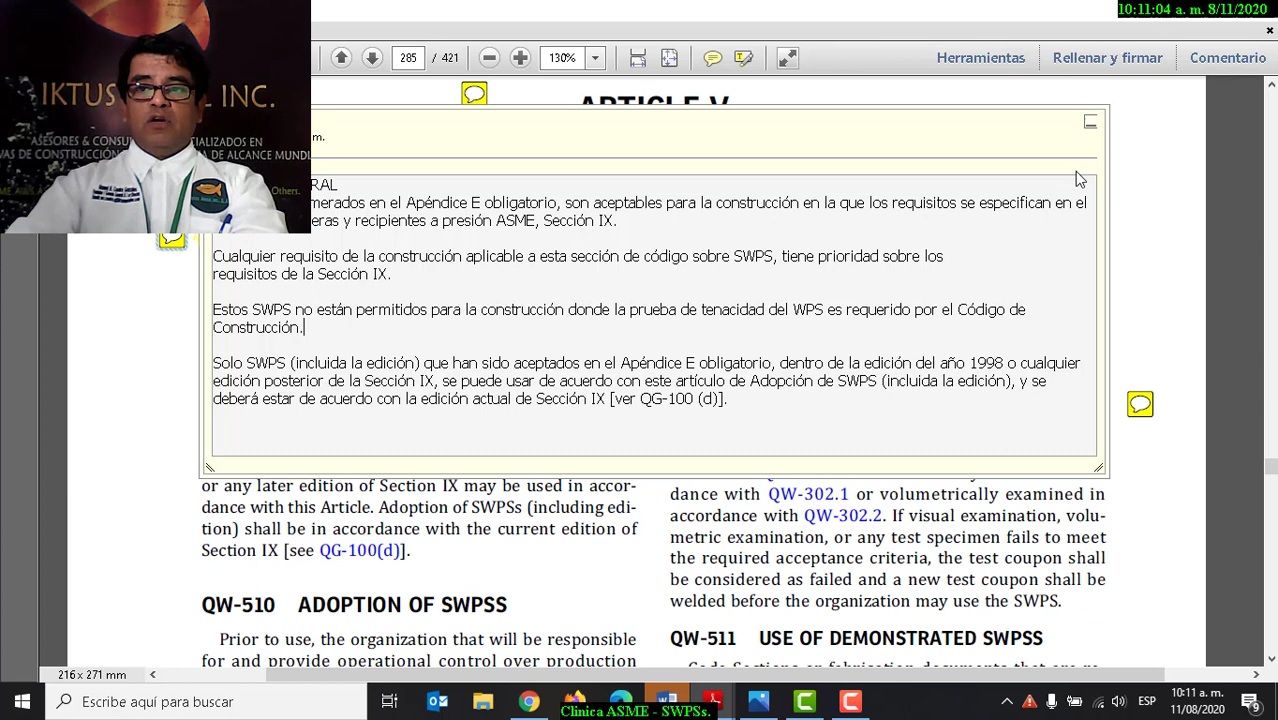 10:11:04 a. m. 8/11/2020
IKTUS INC.
285 / 421
130%
Herramientas
Rellenar y firmar
Comentario
ARTICLE V
m.
RAL
merados en el Apéndice E obligatorio, son aceptables para la construcción en la que los requisitos se especifican en el
eras y recipientes a presión ASME, Sección IX.
Cualquier requisito de la construcción aplicable a esta sección de código sobre SWPS, tiene prioridad sobre los
requisitos de la Sección IX.
Estos SWPS no están permitidos para la construcción donde la prueba de tenacidad del WPS es requerido por el Código de
Construcción.
Solo SWPS (incluida la edición) que han sido aceptados en el Apéndice E obligatorio, dentro de la edición del año 1998 o cualquier
edición posterior de la Sección IX, se puede usar de acuerdo con este artículo de Adopción de SWPS (incluida la edición), y se
deberá estar de acuerdo con la edición actual de Sección IX [ver QG-100 (d)].
or any later edition of Section IX may be used in accor-
dance with this Article. Adoption of SWPSs (including edi-
tion) shall be in accordance with the current edition of
Section IX [see QG-100(d)].
QW-510 ADOPTION OF SWPSS
Prior to use, the organization that will be responsible
for and provide operational control over production
dance with QW-302.1 or volumetrically examined in
accordance with QW-302.2. If visual examination, volu-
metric examination, or any test specimen fails to meet
the required acceptance criteria, the test coupon shall
be considered as failed and a new test coupon shall be
welded before the organization may use the SWPS.
QW-511 USE OF DEMONSTRATED SWPSS
Code Sections or fabrication documents that are re-
216 x 271 mm
Escribe aquí para buscar
Clinica ASME - SWPSs.
ESP
10:11 a. m.
11/08/2020
9